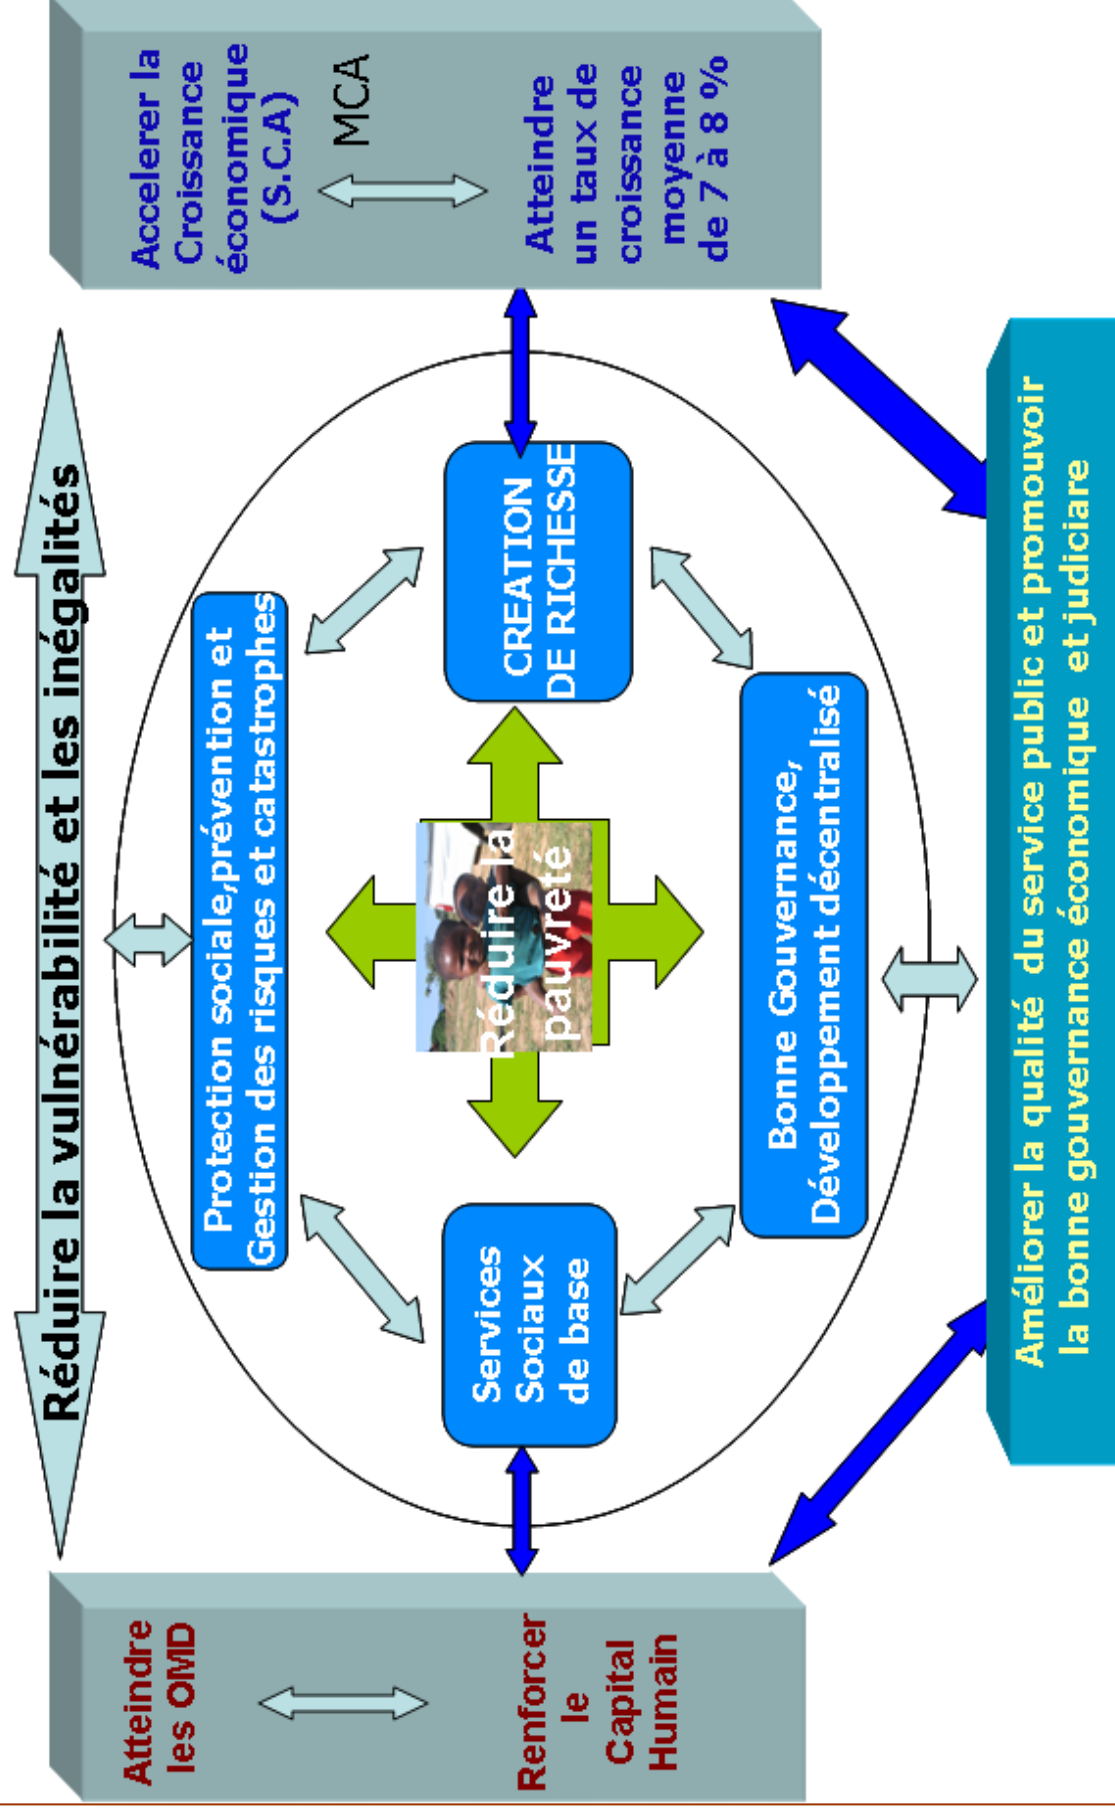 Réduire la vulnérabilité et les inégalités
Atteindre
les OMD
Renforcer
le
Capital
Humain
Protection sociale,prévention et
Gestion des risques et catastrophes
Services
Sociaux
de base
Réduire la
pauvreté
CREATION
DE RICHESSE
Bonne Gouvernance,
Développement décentralisé
Accelerer la
Croissance
économique
(S.C.A)
MCA
Atteindre
un taux de
croissance
moyenne
de 7 à 8 %
Améliorer la qualité du service public et promouvoir
la bonne gouvernance économique et judiciare